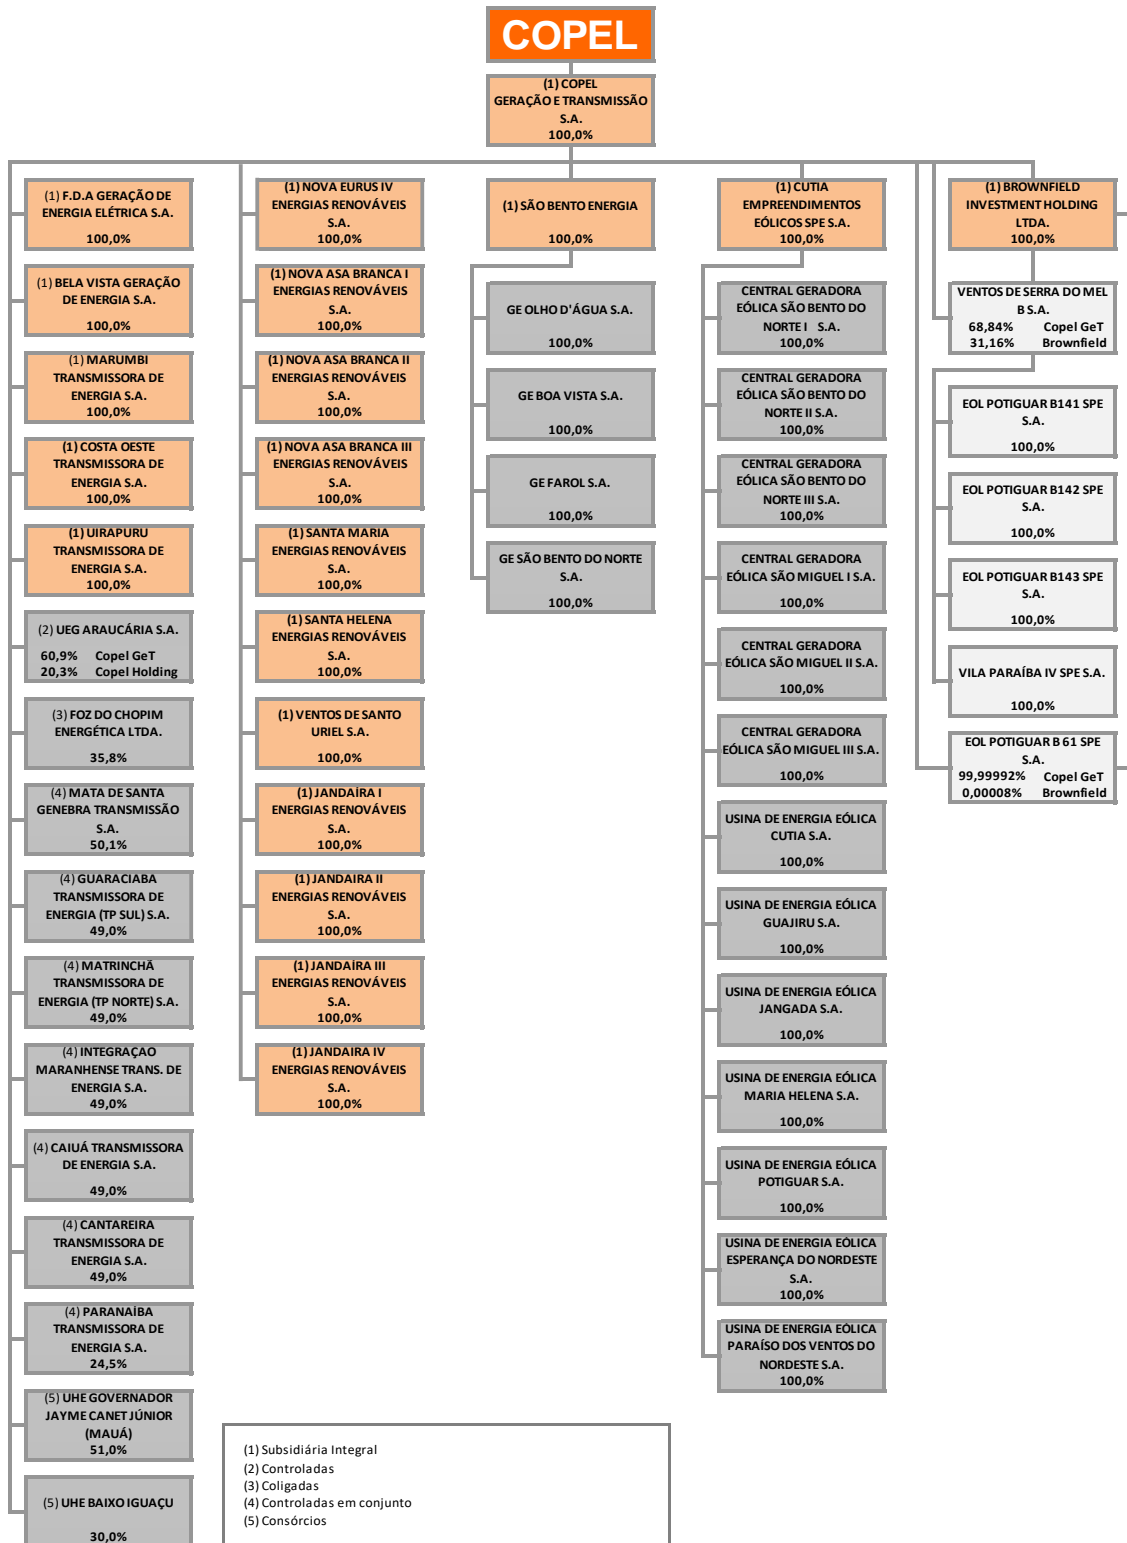 COPEL
(1) COPEL
GERAÇÃO E TRANSMISSÃO
S.A.
100,0%
(1) F.D.A GERAÇÃO DE
ENERGIA ELÉTRICA S.A.
100,0%
(1) BELA VISTA GERAÇÃO
DE ENERGIA S.A.
100,0%
(1) MARUMBI
TRANSMISSORA DE
ENERGIA S.A.
100,0%
(1) COSTA OESTE
TRANSMISSORA DE
ENERGIA S.A.
100,0%
(1) UIRAPURU
TRANSMISSORA DE
ENERGIA S.A.
100,0%
(2) UEG ARAUCÁRIA S.A.
60,9% Copel GeT
20,3% Copel Holding
(3) FOZ DO CHOPIM
ENERGÉTICA LTDA.
35,8%
(4) MATA DE SANTA
GENEBRA TRANSMISSÃO
S.A.
50,1%
(4) GUARACIABA
TRANSMISSORA DE
ENERGIA (TP SUL) S.A.
49,0%
(4) MATRINCHÃ
TRANSMISSORA DE
ENERGIA (TP NORTE) S.A.
49,0%
(4) INTEGRAÇAO
MARANHENSE TRANS. DE
ENERGIA S.A.
49,0%
(4) CAIUÁ TRANSMISSORA
DE ENERGIA S.A.
49,0%
(4) CANTAREIRA
TRANSMISSORA DE
ENERGIA S.A.
49,0%
(4) PARANAÍBA
TRANSMISSORA DE
ENERGIA S.A.
24,5%
(5) UHE GOVERNADOR
JAYME CANET JÚNIOR
(MAUÁ)
51,0%
(5) UHE BAIXO IGUAÇU
30,0%
(1) NOVA EURUS IV
ENERGIAS RENOVÁVEIS
S.A.
100,0%
(1) NOVA ASA BRANCA I
ENERGIAS RENOVÁVEIS
S.A.
100,0%
(1) NOVA ASA BRANCA II
ENERGIAS RENOVÁVEIS
S.A.
100,0%
(1) NOVA ASA BRANCA III
ENERGIAS RENOVÁVEIS
S.A.
100,0%
(1) SANTA MARIA
ENERGIAS RENOVÁVEIS
S.A.
100,0%
(1) SANTA HELENA
ENERGIAS RENOVÁVEIS
S.A.
100,0%
(1) VENTOS DE SANTO
URIEL S.A.
100,0%
(1) JANDAÍRA I
ENERGIAS RENOVÁVEIS
S.A.
100,0%
(1) JANDAIRA II
ENERGIAS RENOVÁVEIS
S.A.
100,0%
(1) JANDAÍRA III
ENERGIAS RENOVÁVEIS
S.A.
100,0%
(1) JANDAIRA IV
ENERGIAS RENOVÁVEIS
S.A.
100,0%
(1) SÃO BENTO ENERGIA
100,0%
GE OLHO D'ÁGUA S.A.
100,0%
GE BOA VISTA S.A.
100,0%
GE FAROL S.A.
100,0%
GE SÃO BENTO DO NORTE
S.A.
100,0%
(1) CUTIA
EMPREENDIMENTOS
EÓLICOS SPE S.A.
100,0%
CENTRAL GERADORA
EÓLICA SÃO BENTO DO
NORTE I S.A.
100,0%
CENTRAL GERADORA
EÓLICA SÃO BENTO DO
NORTE II S.A.
100,0%
CENTRAL GERADORA
EÓLICA SÃO BENTO DO
NORTE III S.A.
100,0%
CENTRAL GERADORA
EÓLICA SÃO MIGUEL I S.A.
100,0%
CENTRAL GERADORA
EÓLICA SÃO MIGUEL II S.A.
100,0%
CENTRAL GERADORA
EÓLICA SÃO MIGUEL III S.A.
100,0%
USINA DE ENERGIA EÓLICA
CUTIA S.A.
100,0%
USINA DE ENERGIA EÓLICA
GUAJIRU S.A.
100,0%
USINA DE ENERGIA EÓLICA
JANGADA S.A.
100,0%
USINA DE ENERGIA EÓLICA
MARIA HELENA S.A.
100,0%
USINA DE ENERGIA EÓLICA
POTIGUAR S.A.
100,0%
USINA DE ENERGIA EÓLICA
ESPERANÇA DO NORDESTE
S.A.
100,0%
USINA DE ENERGIA EÓLICA
PARAÍSO DOS VENTOS DO
NORDESTE S.A.
100,0%
(1) BROWNFIELD
INVESTMENT HOLDING
LTDA.
100,0%
VENTOS DE SERRA DO MEL
B S.A.
68,84% Copel GeT
31,16% Brownfield
EOL POTIGUAR B141 SPE
S.A.
100,0%
EOL POTIGUAR B142 SPE
S.A.
100,0%
EOL POTIGUAR B143 SPE
S.A.
100,0%
VILA PARAÍBA IV SPE S.A.
100,0%
EOL POTIGUAR B 61 SPE
S.A.
99,99992% Copel GeT
0,00008% Brownfield
(1) Subsidiária Integral
(2) Controladas
(3) Coligadas
(4) Controladas em conjunto
(5) Consórcios